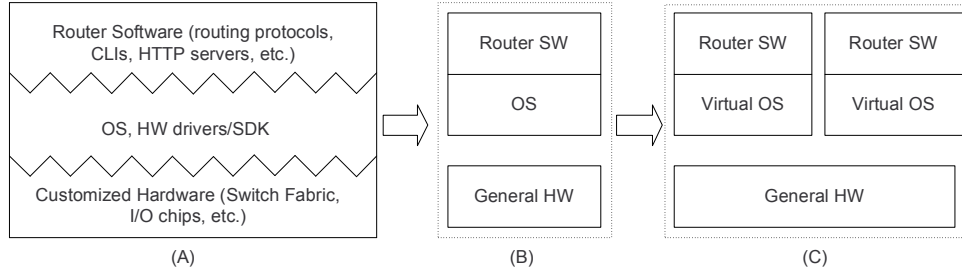 Router Software (routing protocols,
CLIs, HTTP servers, etc.)
OS, HW drivers/SDK
Customized Hardware (Switch Fabric,
I/O chips, etc.)
(A)
Router SW
OS
General HW
(B)
Router SW
Virtual OS
Router SW
Virtual OS
General HW
(C)